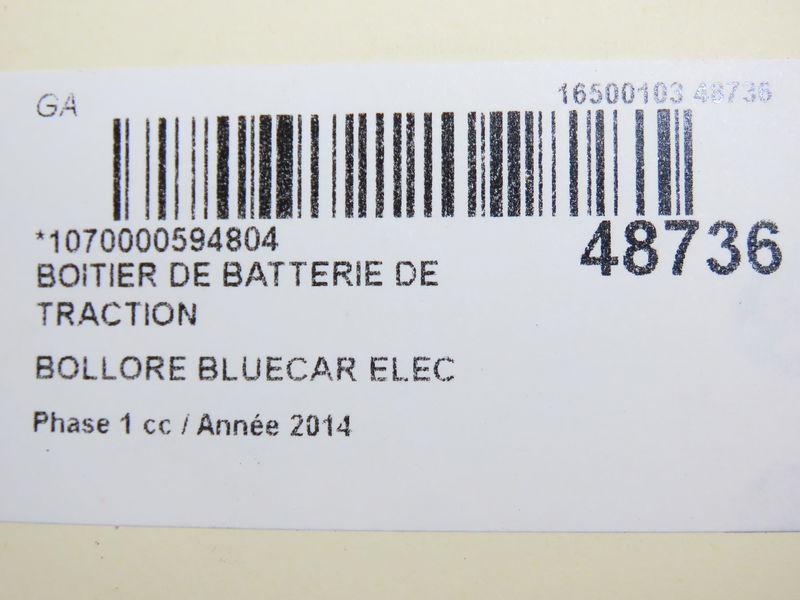 GA
16500103 48736
*1070000594804
48736
BOITIER DE BATTERIE DE
TRACTION
BOLLORE BLUECAR ELEC
Phase 1 cc / Année 2014